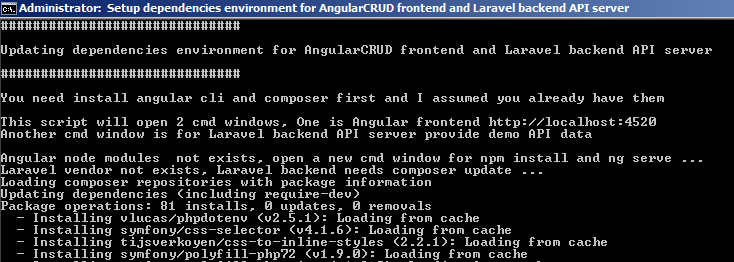 Administrator:  Setup dependencies environment for AngularCRUD frontend and Laravel backend API server
##############################
Updating dependencies environment for AngularCRUD frontend and Laravel backend API server
##############################
You need install angular cli and composer first and I assumed you already have them
This script will open 2 cmd windows, One is Angular frontend http://localhost:4520
Another cmd window is for Laravel backend API server provide demo API data
Angular node modules  not exists, open a new cmd window for npm install and ng serve ...
Laravel vendor not exists, Laravel backend needs composer update ...
Loading composer repositories with package information
Updating dependencies (including require-dev)
Package operations: 81 installs, 0 updates, 0 removals
  - Installing vlucas/phpdotenv (v2.5.1): Loading from cache
  - Installing symfony/css-selector (v4.1.6): Loading from cache
  - Installing tijsverkoyen/css-to-inline-styles (2.2.1): Loading from cache
  - Installing symfony/polyfill-php72 (v1.9.0): Loading from cache